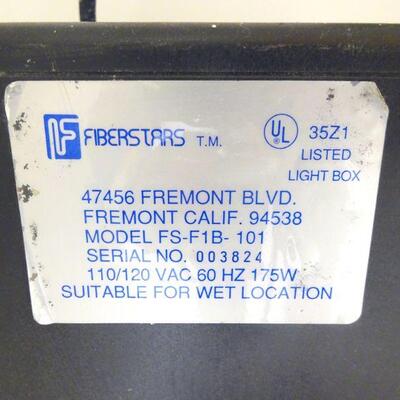 FIBERSTARS T.M.
UL 35Z1
LISTED
LIGHT BOX
47456 FREMONT BLVD.
FREMONT CALIF. 94538
MODEL FS-F1B- 101
SERIAL NO. 003824
110/120 VAC 60 HZ 175W
SUITABLE FOR WET LOCATION